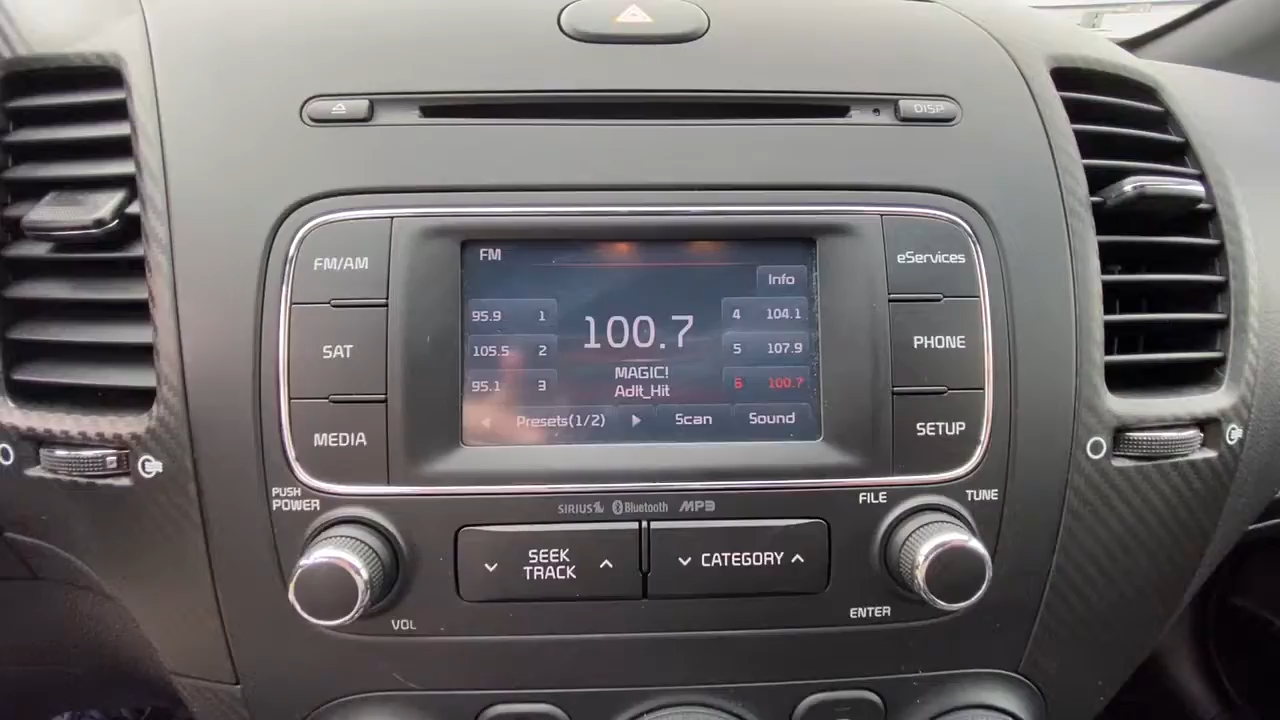 DISP
FM/AM
SAT
MEDIA
FM
Info
95.9 1
105.5 2
95.1 3
100.7
MAGIC!
Adlt_Hit
4 104.1
5 107.9
6 100.7
Presets(1/2)
Scan
Sound
eServices
PHONE
SETUP
PUSH
POWER
VOL
SIRIUS Bluetooth MP3
SEEK
TRACK
CATEGORY
FILE
TUNE
ENTER